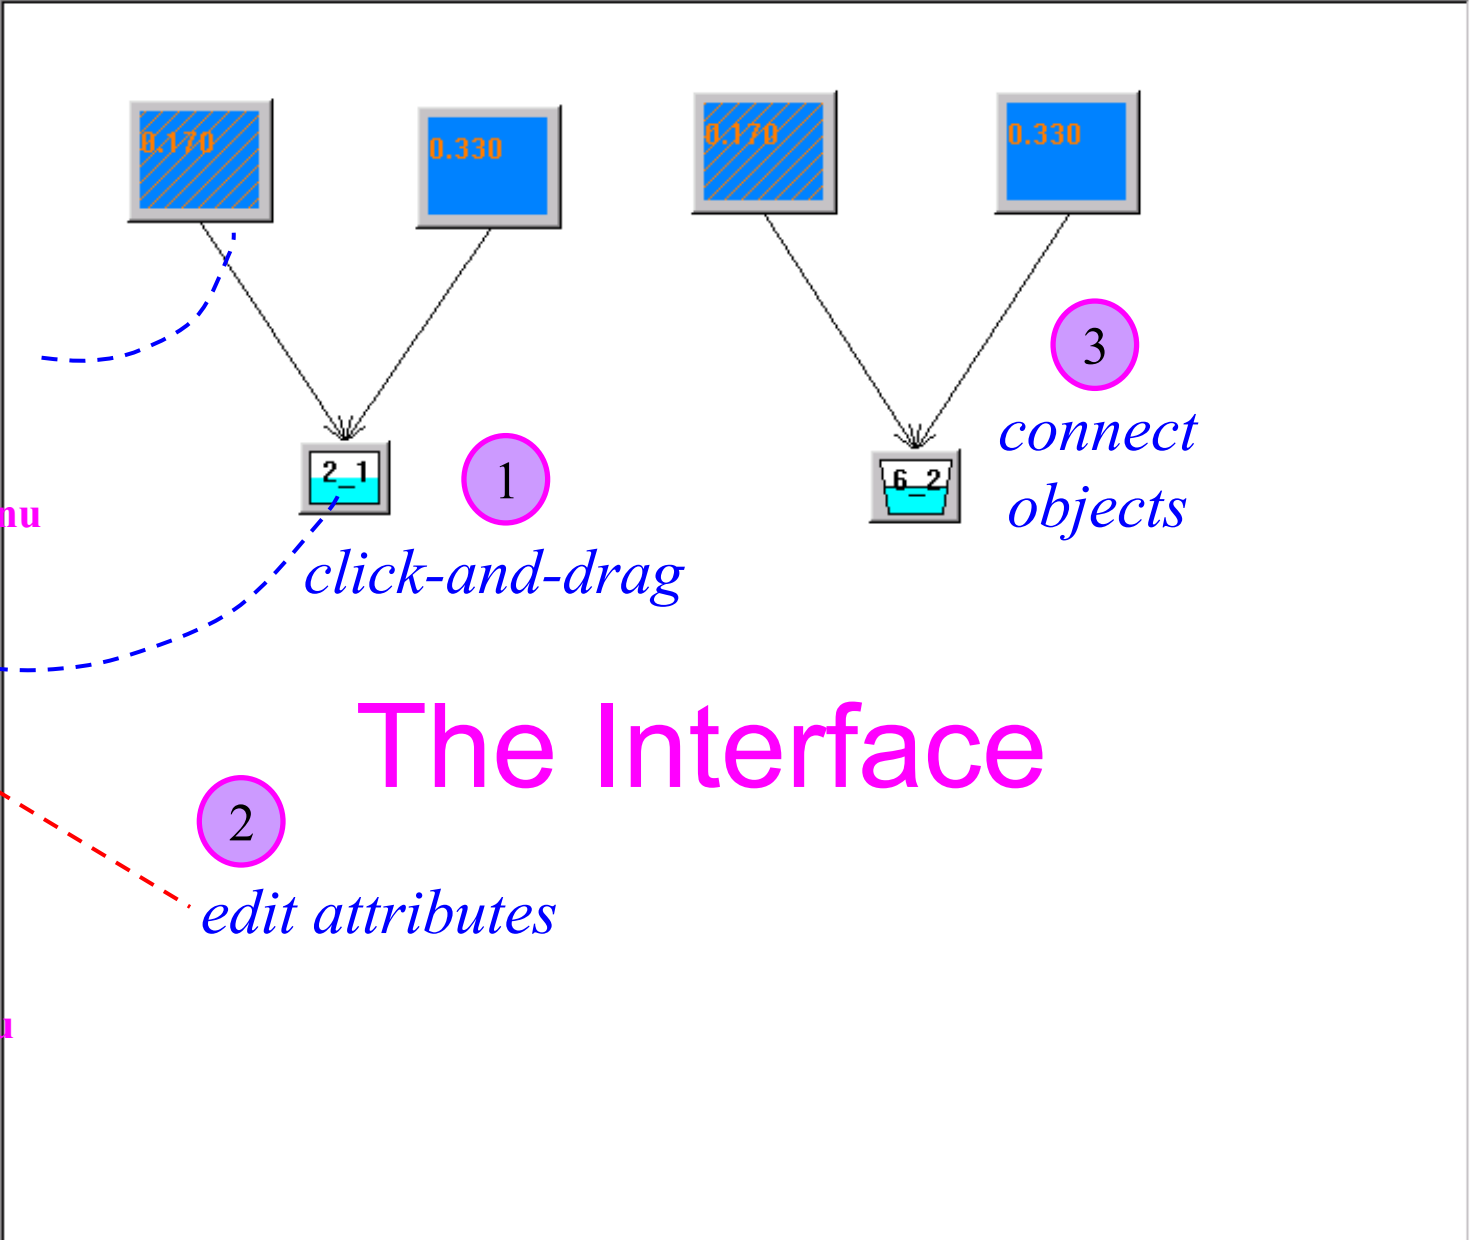 0.170
0.330
0.170
0.330
3
connect
objects
2_1
1
6_2
nu
click-and-drag
The Interface
2
edit attributes
u